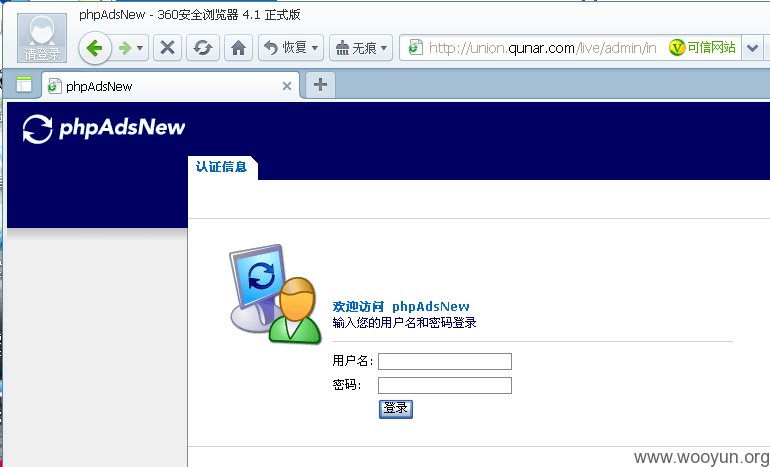 phpAdsNew - 360安全浏览器 4.1 正式版
请登录
恢复
无痕
http://union.qunar.com/live/admin/in
可信网站
phpAdsNew
phpAdsNew
认证信息
欢迎访问 phpAdsNew
输入您的用户名和密码登录
用户名:
密码:
登录
www.wooyun.org